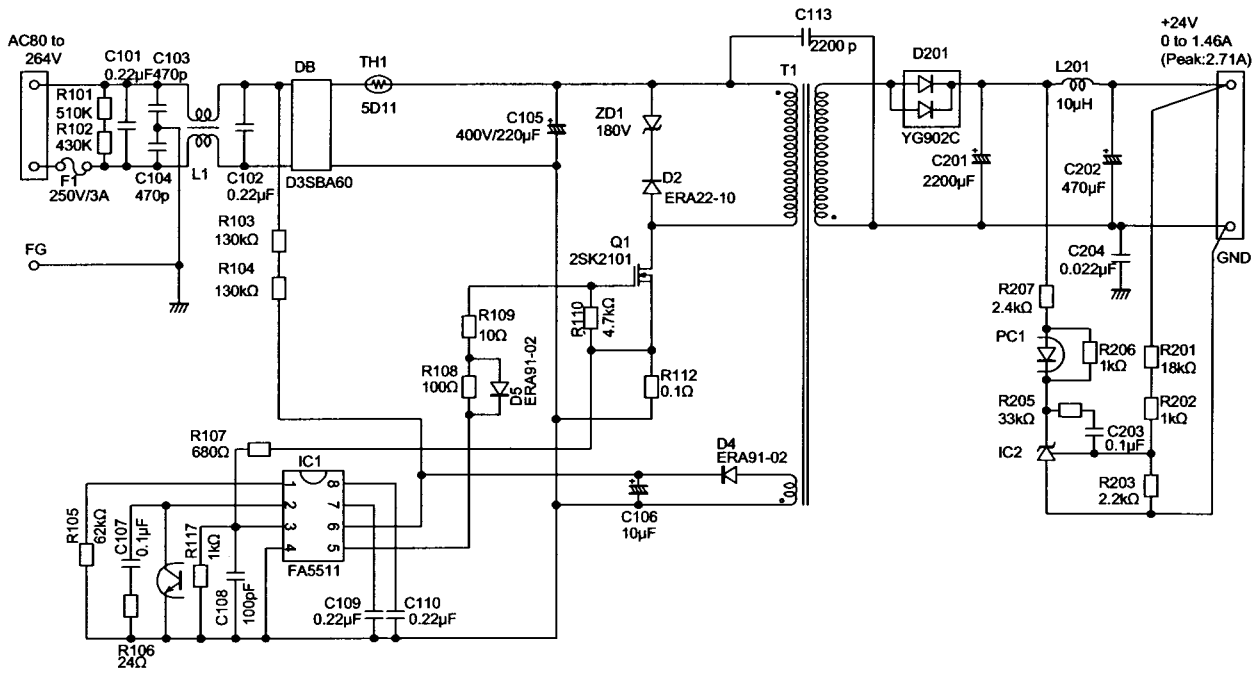 AC80 to
264V
C101
0.22μF
C103
470p
R101
510K
R102
430K
F1
250V/3A
C104
470p
L1
C102
0.22μF
DB
D3SBA60
TH1
5D11
C105
400V/220μF
+
ZD1
180V
D2
ERA22-10
C113
2200 p
T1
D201
YG902C
C201
2200μF
+
L201
10μH
+24V
0 to 1.46A
(Peak:2.71A)
C202
470μF
+
GND
C204
0.022μF
FG
R103
130kΩ
R104
130kΩ
Q1
2SK2101
R109
10Ω
R110
4.7kΩ
R108
100Ω
D5
ERA91-02
R112
0.1Ω
R107
680Ω
D4
ERA91-02
C106
10μF
+
R207
2.4kΩ
PC1
R206
1kΩ
R201
18kΩ
R205
33kΩ
R202
1kΩ
C203
0.1μF
IC2
R203
2.2kΩ
IC1
1
2
3
4
8
7
6
5
FA5511
R105
62kΩ
C107
0.1μF
R117
1kΩ
C108
100pF
R106
24Ω
C109
0.22μF
C110
0.22μF